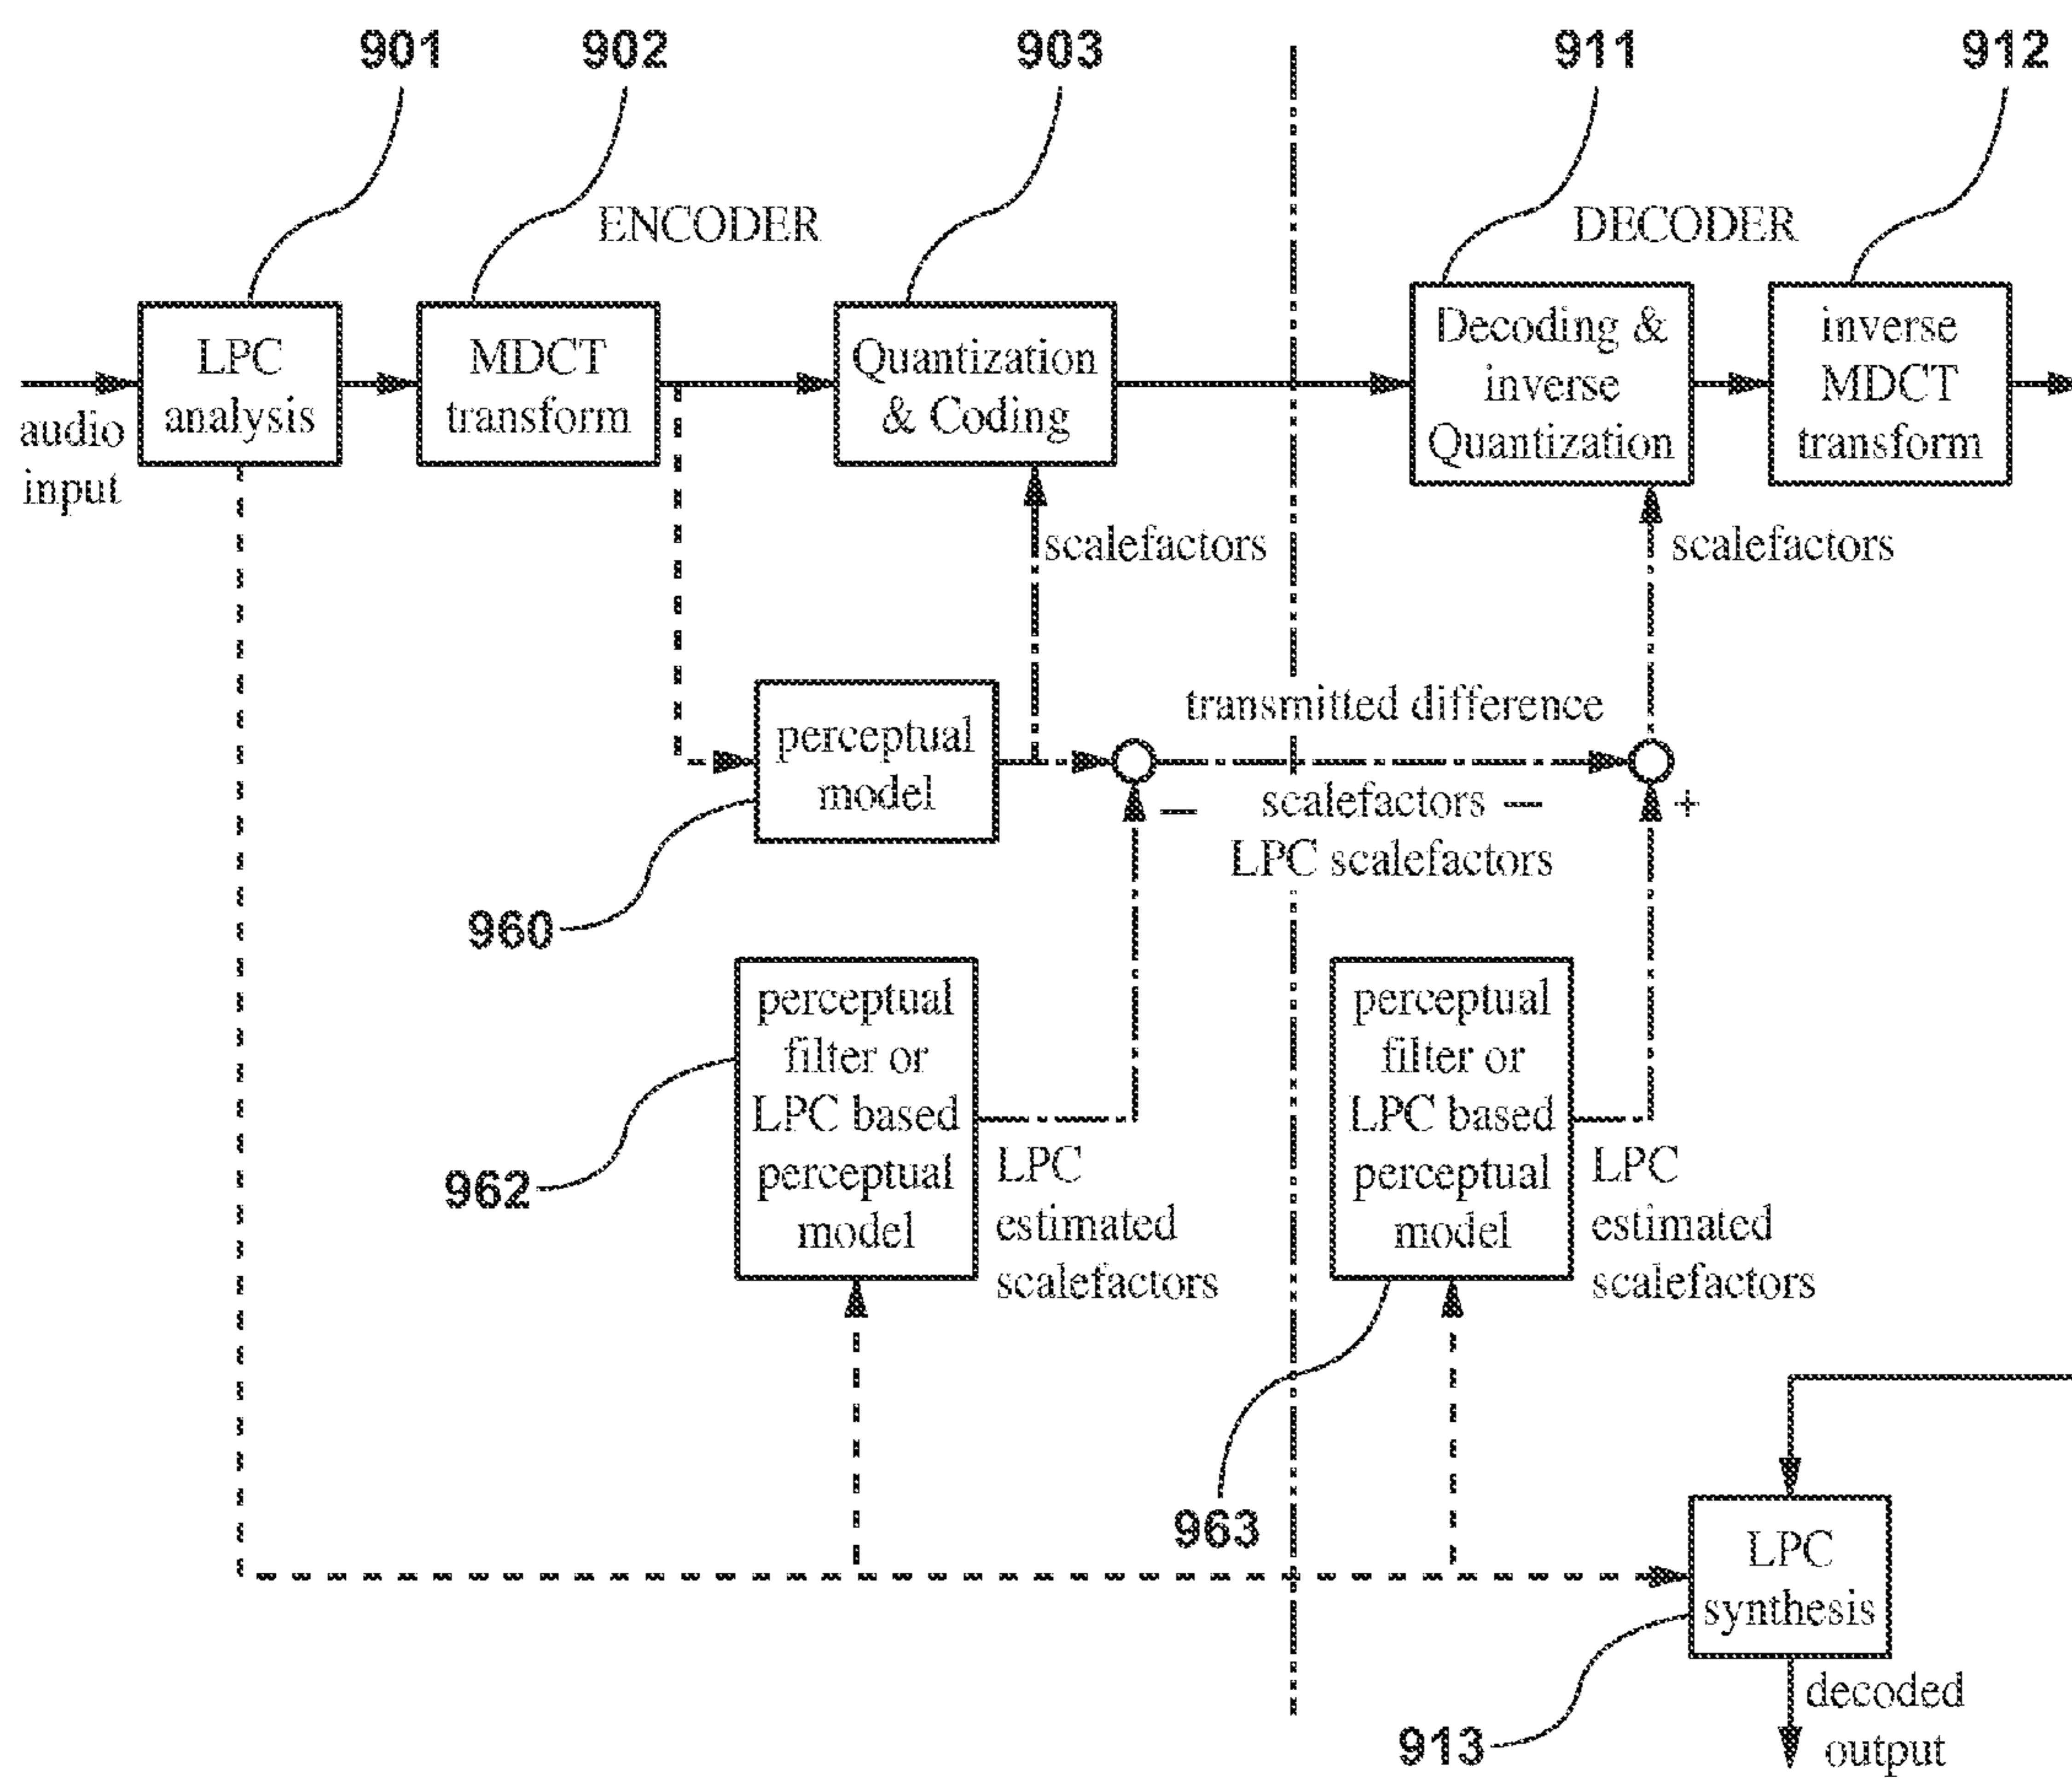 901
902
903
911
912
ENCODER
DECODER
LPC
analysis
MDCT
transform
Quantization
& Coding
Decoding &
inverse
Quantization
inverse
MDCT
transform
audio
input
scalefactors
scalefactors
perceptual
model
transmitted difference
—
scalefactors —
LPC scalefactors
+
960
perceptual
filter or
LPC based
perceptual
model
962
LPC
estimated
scalefactors
perceptual
filter or
LPC based
perceptual
model
LPC
estimated
scalefactors
963
LPC
synthesis
913
decoded
output